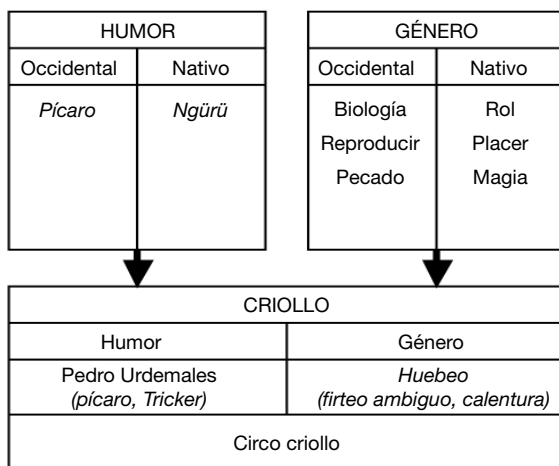 HUMOR
Occidental Nativo
Pícaro Ngürü
GÉNERO
Occidental Nativo
Biología Rol
Reproducir Placer
Pecado Magia
CRIOLLO
Humor Género
Pedro Urdemales
(pícaro, Tricker)
Huebeo
(firteo ambiguo, calentura)
Circo criollo